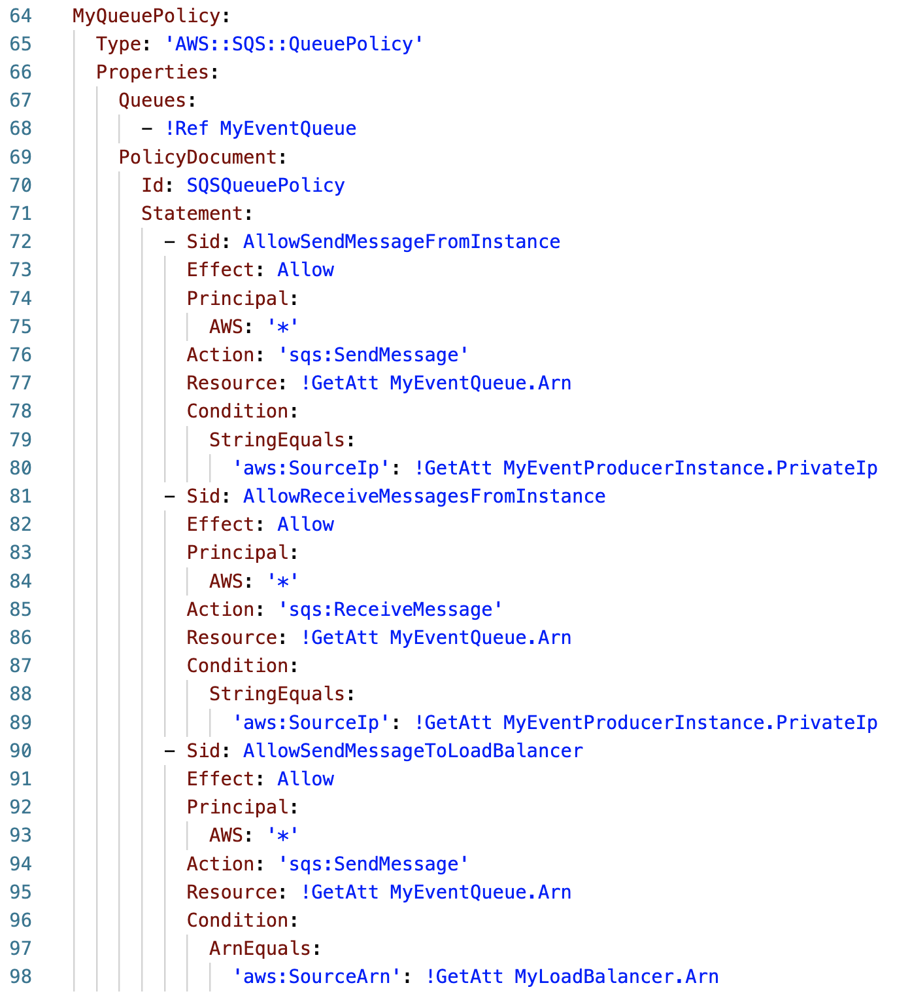 64 MyQueuePolicy:
65 Type: 'AWS::SQS::QueuePolicy'
66 Properties:
67 Queues:
68 - !Ref MyEventQueue
69 PolicyDocument:
70 Id: SQSQueuePolicy
71 Statement:
72 - Sid: AllowSendMessageFromInstance
73 Effect: Allow
74 Principal:
75 AWS: '*'
76 Action: 'sqs:SendMessage'
77 Resource: !GetAtt MyEventQueue.Arn
78 Condition:
79 StringEquals:
80 'aws:SourceIp': !GetAtt MyEventProducerInstance.PrivateIp
81 - Sid: AllowReceiveMessagesFromInstance
82 Effect: Allow
83 Principal:
84 AWS: '*'
85 Action: 'sqs:ReceiveMessage'
86 Resource: !GetAtt MyEventQueue.Arn
87 Condition:
88 StringEquals:
89 'aws:SourceIp': !GetAtt MyEventProducerInstance.PrivateIp
90 - Sid: AllowSendMessageToLoadBalancer
91 Effect: Allow
92 Principal:
93 AWS: '*'
94 Action: 'sqs:SendMessage'
95 Resource: !GetAtt MyEventQueue.Arn
96 Condition:
97 ArnEquals:
98 'aws:SourceArn': !GetAtt MyLoadBalancer.Arn